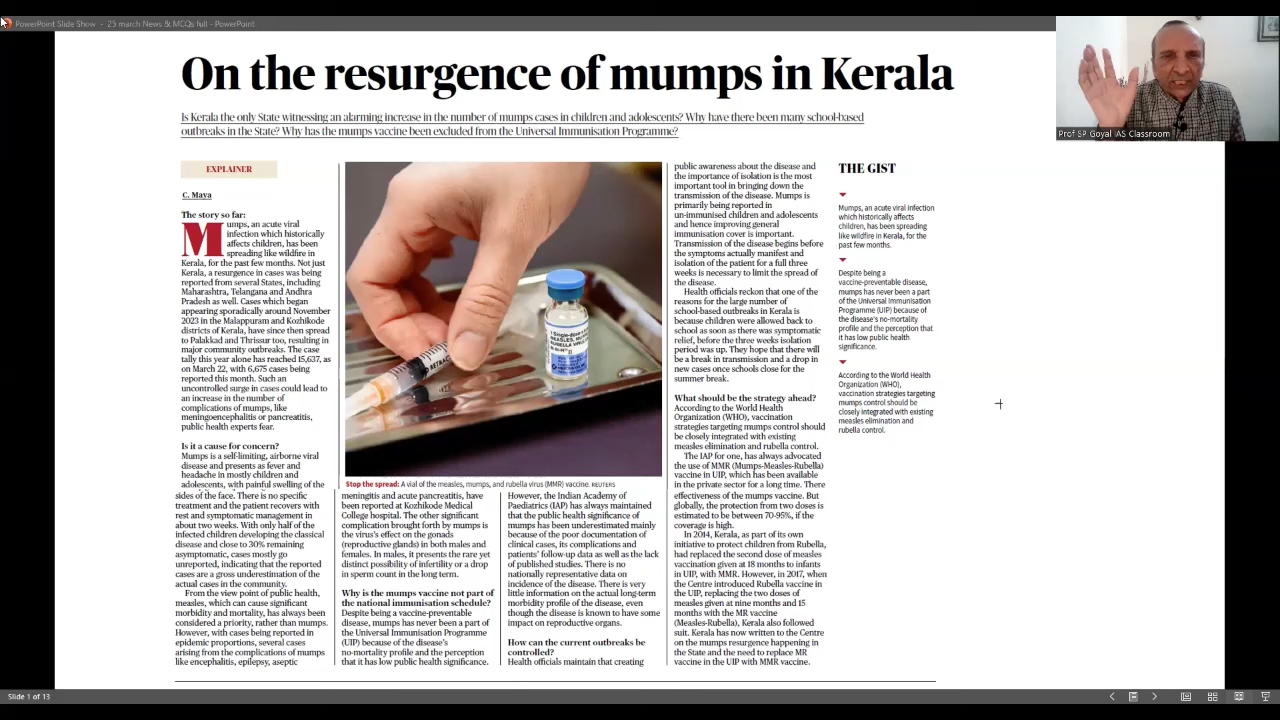 PowerPoint Slide Show - 25 march News & MCQs full - PowerPoint
On the resurgence of mumps in Kerala
Is Kerala the only State witnessing an alarming increase in the number of mumps cases in children and adolescents? Why have there been many school-based
outbreaks in the State? Why has the mumps vaccine been excluded from the Universal Immunisation Programme?
Prof SP Goyal IAS Classroom
EXPLAINER
C. Maya
The story so far:
Mumps, an acute viral
infection which historically
affects children, has been
spreading like wildfire in
Kerala, for the past few months. Not just
Kerala, a resurgence in cases was being
reported from several States, including
Maharashtra, Telangana and Andhra
Pradesh as well. Cases which began
appearing sporadically around November
2023 in the Malappuram and Kozhikode
districts of Kerala, have since then spread
to Palakkad and Thrissur too, resulting in
major community outbreaks. The case
tally this year alone has reached 15,637, as
on March 22, with 6,675 cases being
reported this month. Such an
uncontrolled surge in cases could lead to
an increase in the number of
complications of mumps, like
meningoencephalitis or pancreatitis,
public health experts fear.
Is it a cause for concern?
Mumps is a self-limiting, airborne viral
disease and presents as fever and
headache in mostly children and
adolescents, with painful swelling of the
sides of the face. There is no specific
treatment and the patient recovers with
rest and symptomatic management in
about two weeks. With only half of the
infected children developing the classical
disease and close to 30% remaining
asymptomatic, cases mostly go
unreported, indicating that the reported
cases are a gross underestimation of the
actual cases in the community.
From the view point of public health,
measles, which can cause significant
morbidity and mortality, has always been
considered a priority, rather than mumps.
However, with cases being reported in
epidemic proportions, several cases
arising from the complications of mumps
like encephalitis, epilepsy, aseptic
Stop the spread: A vial of the measles, mumps, and rubella virus (MMR) vaccine. REUTERS
meningitis and acute pancreatitis, have
been reported at Kozhikode Medical
College hospital. The other significant
complication brought forth by mumps is
the virus's effect on the gonads
(reproductive glands) in both males and
females. In males, it presents the rare yet
distinct possibility of infertility or a drop
in sperm count in the long term.
Why is the mumps vaccine not part of
the national immunisation schedule?
Despite being a vaccine-preventable
disease, mumps has never been a part of
the Universal Immunisation Programme
(UIP) because of the disease's
no-mortality profile and the perception
that it has low public health significance.
However, the Indian Academy of
Paediatrics (IAP) has always maintained
that the public health significance of
mumps has been underestimated mainly
because of the poor documentation of
clinical cases, its complications and
patients' follow-up data as well as the lack
of published studies. There is no
nationally representative data on
incidence of the disease. There is very
little information on the actual long-term
morbidity profile of the disease, even
though the disease is known to have some
impact on reproductive organs.
How can the current outbreaks be
controlled?
Health officials maintain that creating
public awareness about the disease and
the importance of isolation is the most
important tool in bringing down the
transmission of the disease. Mumps is
primarily being reported in
un-immunised children and adolescents
and hence improving general
immunisation cover is important.
Transmission of the disease begins before
the symptoms actually manifest and
isolation of the patient for a full three
weeks is necessary to limit the spread of
the disease.
Health officials reckon that one of the
reasons for the large number of
school-based outbreaks in Kerala is
because children were allowed back to
school as soon as there was symptomatic
relief, before the three weeks isolation
period was up. They hope that there will
be a break in transmission and a drop in
new cases once schools close for the
summer break.
What should be the strategy ahead?
According to the World Health
Organization (WHO), vaccination
strategies targeting mumps control should
be closely integrated with existing
measles elimination and rubella control.
The IAP for one, has always advocated
the use of MMR (Mumps-Measles-Rubella)
vaccine in UIP, which has been available
in the private sector for a long time. There
effectiveness of the mumps vaccine. But
globally, the protection from two doses is
estimated to be between 70-95%, if the
coverage is high.
In 2014, Kerala, as part of its own
initiative to protect children from Rubella,
had replaced the second dose of measles
vaccination given at 18 months to infants
in UIP, with MMR. However, in 2017, when
the Centre introduced Rubella vaccine in
the UIP, replacing the two doses of
measles given at nine months and 15
months with the MR vaccine
(Measles-Rubella), Kerala also followed
suit. Kerala has now written to the Centre
on the mumps resurgence happening in
the State and the need to replace MR
vaccine in the UIP with MMR vaccine.
THE GIST
Mumps, an acute viral infection
which historically affects
children, has been spreading
like wildfire in Kerala, for the
past few months.
Despite being a
vaccine-preventable disease,
mumps has never been a part
of the Universal Immunisation
Programme (UIP) because of
the disease's no-mortality
profile and the perception that
it has low public health
significance.
According to the World Health
Organization (WHO),
vaccination strategies targeting
mumps control should be
closely integrated with existing
measles elimination and
rubella control.
Slide 1 of 13